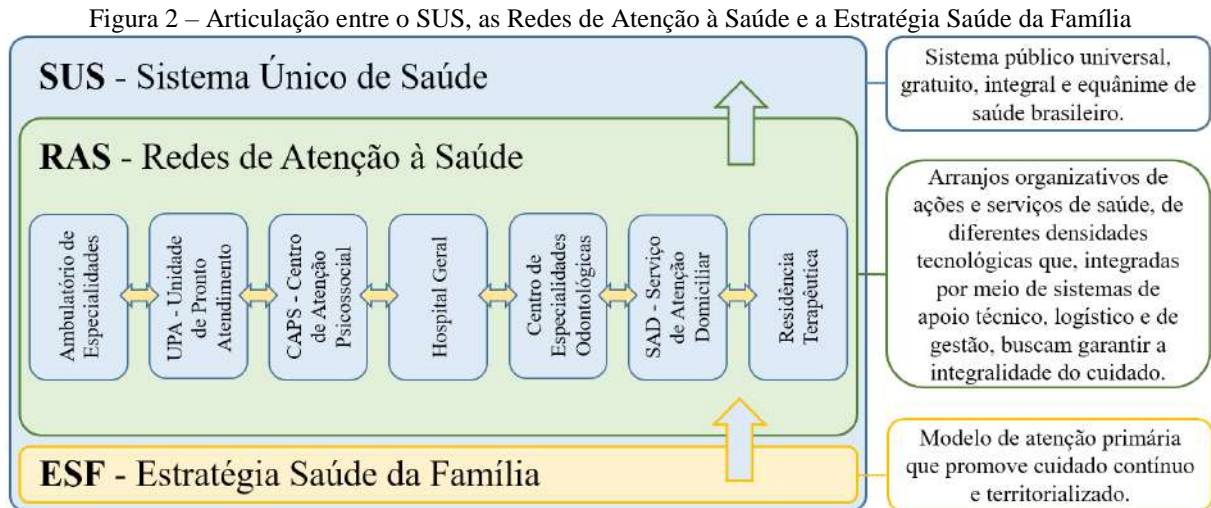 Figura 2 – Articulação entre o SUS, as Redes de Atenção à Saúde e a Estratégia Saúde da Família
SUS - Sistema Único de Saúde
RAS - Redes de Atenção à Saúde
Ambulatório de
Especialidades
UPA - Unidade
de Pronto
Atendimento
CAPS - Centro
de Atenção
Psicossocial
Hospital Geral
Centro de
Especialidades
Odontológicas
SAD - Serviço
de Atenção
Domiciliar
Residência
Terapêutica
ESF - Estratégia Saúde da Família
Sistema público universal,
gratuito, integral e equânime de
saúde brasileiro.
Arranjos organizativos de
ações e serviços de saúde, de
diferentes densidades
tecnológicas que, integradas
por meio de sistemas de
apoio técnico, logístico e de
gestão, buscam garantir a
integralidade do cuidado.
Modelo de atenção primária
que promove cuidado contínuo
e territorializado.